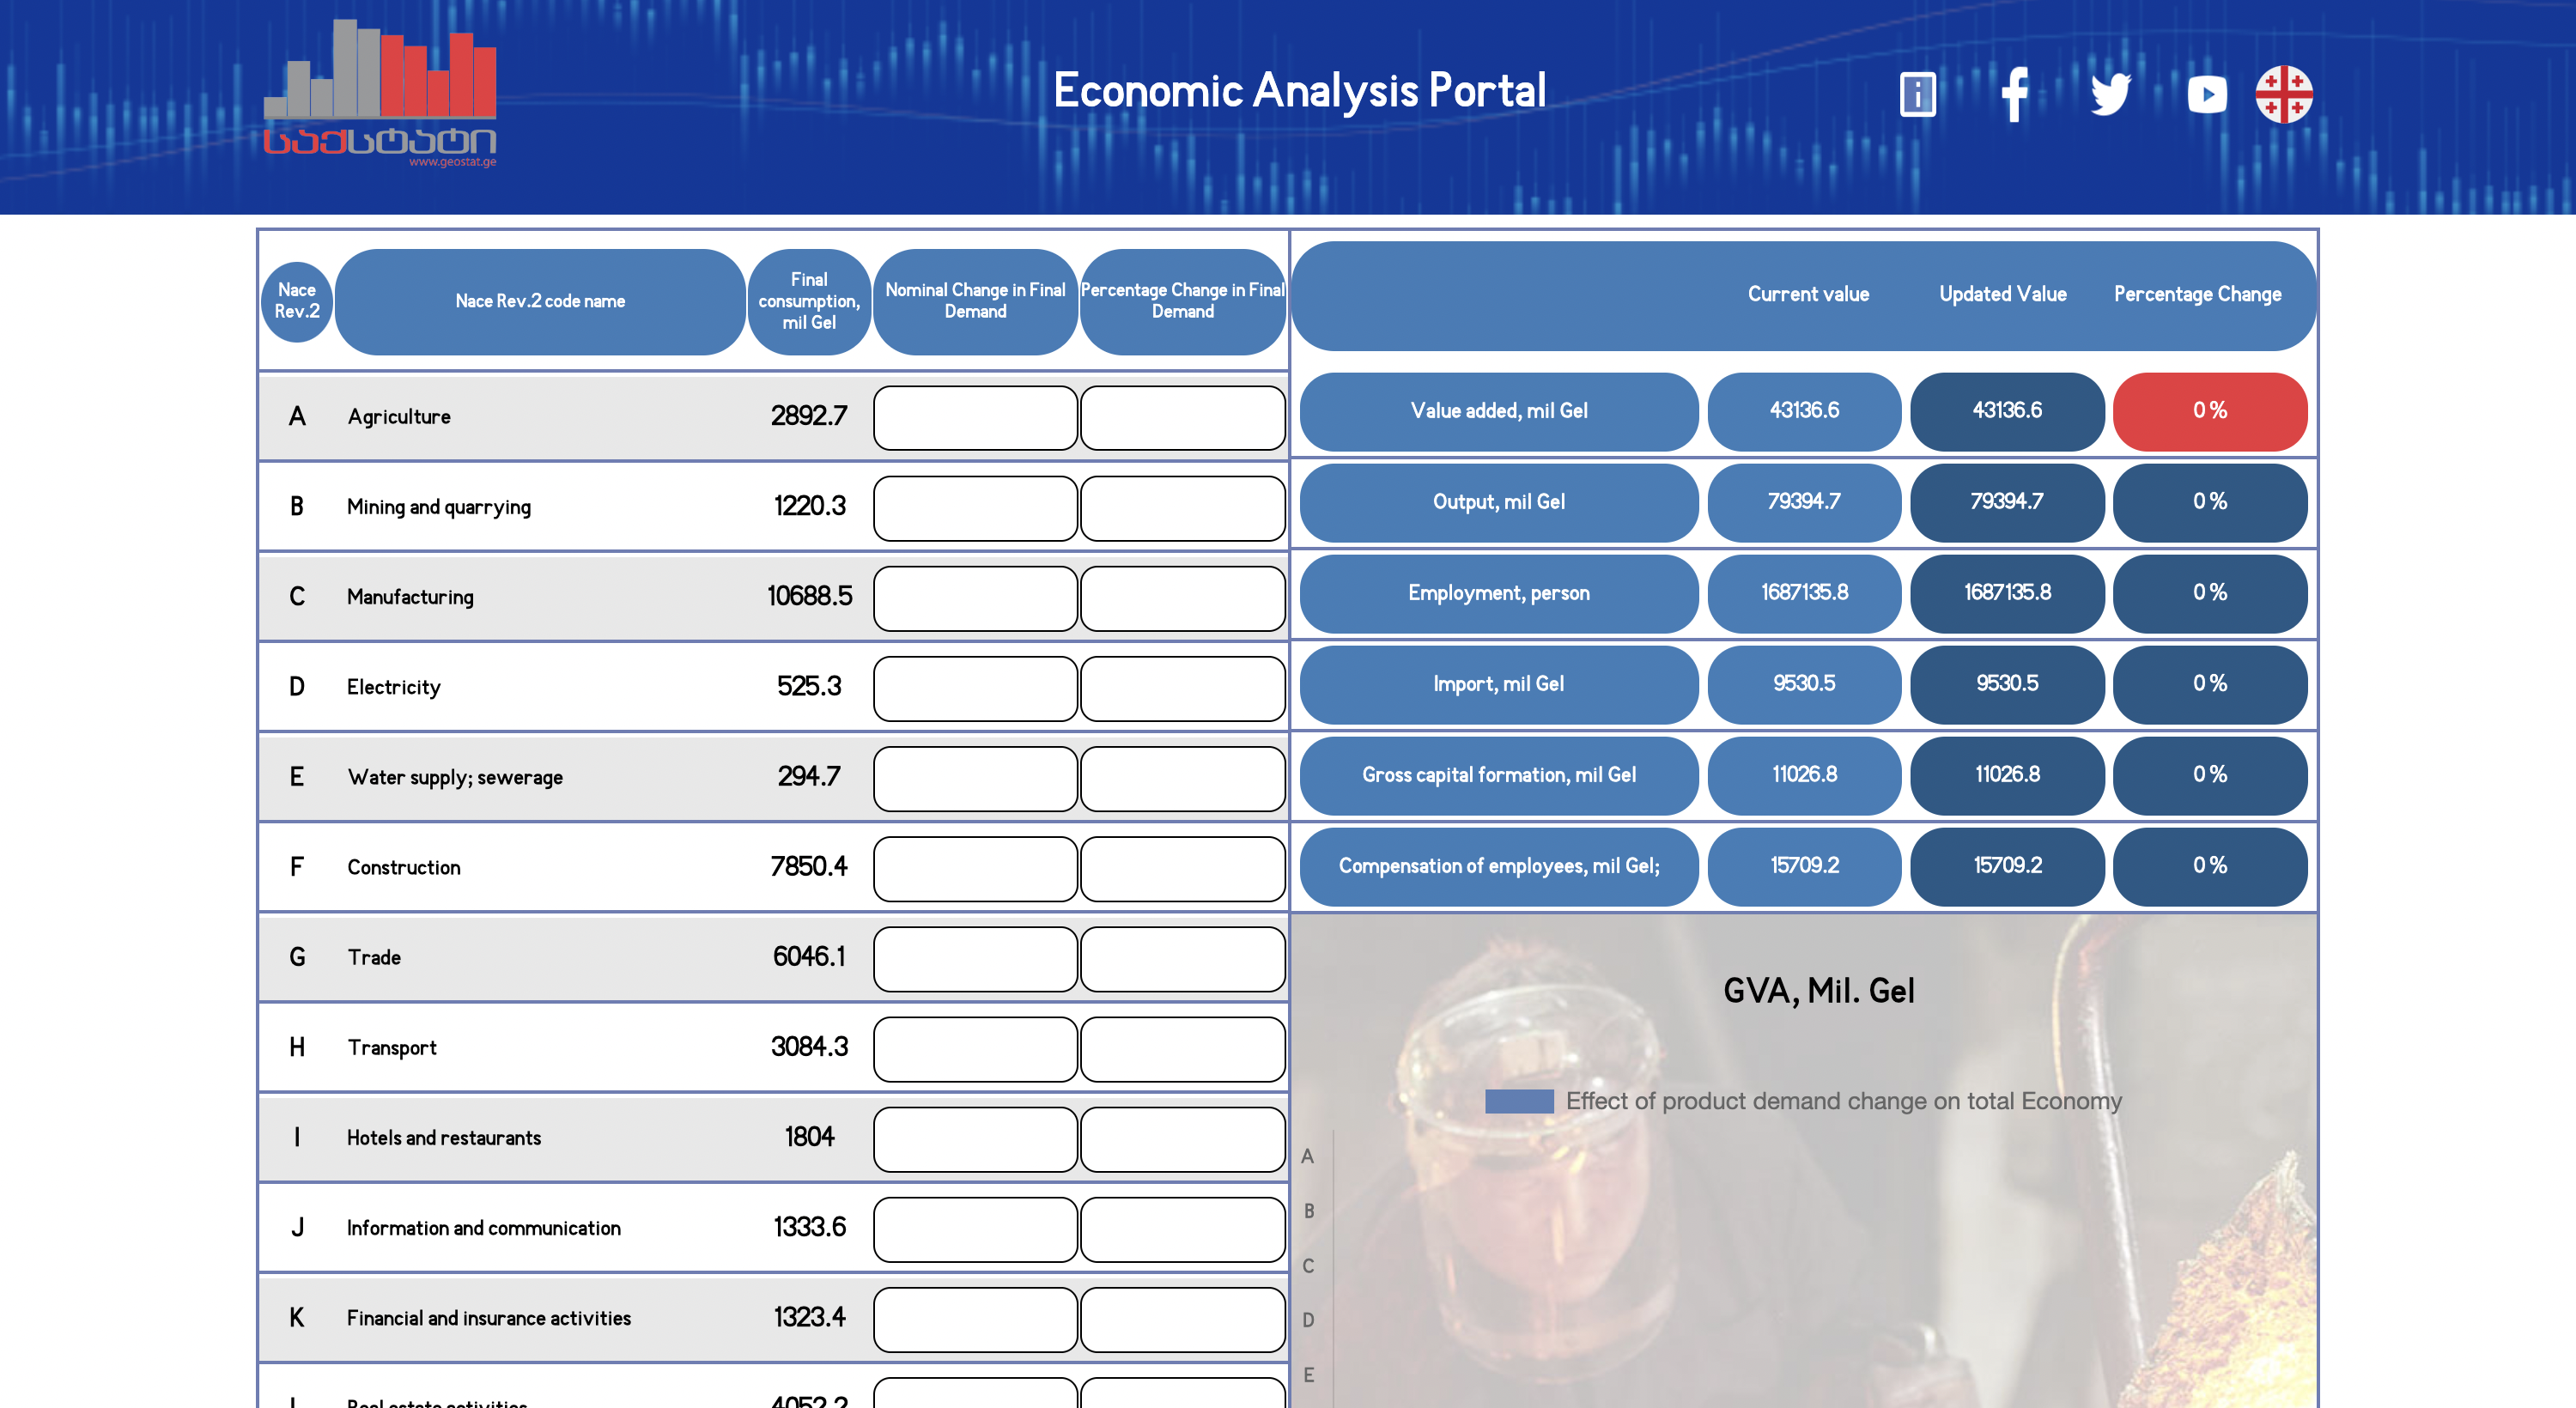 საქსტატი
www.geostat.ge
Economic Analysis Portal
Nace Rev.2
Nace Rev.2 code name
Final consumption, mil Gel
Nominal Change in Final Demand
Percentage Change in Final Demand
A Agriculture 2892.7
B Mining and quarrying 1220.3
C Manufacturing 10688.5
D Electricity 525.3
E Water supply; sewerage 294.7
F Construction 7850.4
G Trade 6046.1
H Transport 3084.3
I Hotels and restaurants 1804
J Information and communication 1333.6
K Financial and insurance activities 1323.4
L Real estate activities 4052.2
Current value Updated Value Percentage Change
Value added, mil Gel 43136.6 43136.6 0 %
Output, mil Gel 79394.7 79394.7 0 %
Employment, person 1687135.8 1687135.8 0 %
Import, mil Gel 9530.5 9530.5 0 %
Gross capital formation, mil Gel 11026.8 11026.8 0 %
Compensation of employees, mil Gel; 15709.2 15709.2 0 %
GVA, Mil. Gel
Effect of product demand change on total Economy
A
B
C
D
E